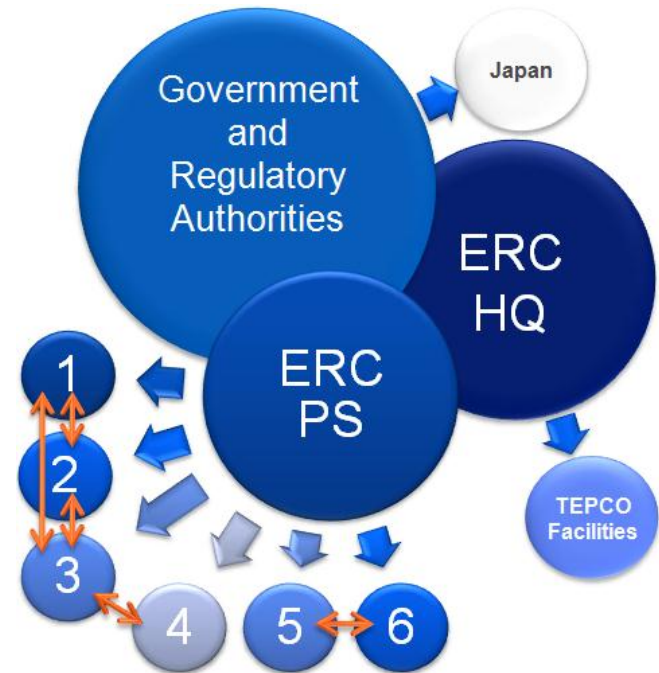 Government
and
Regulatory
Authorities
Japan
ERC
HQ
ERC
PS
1
2
3
4
5
6
TEPCO
Facilities